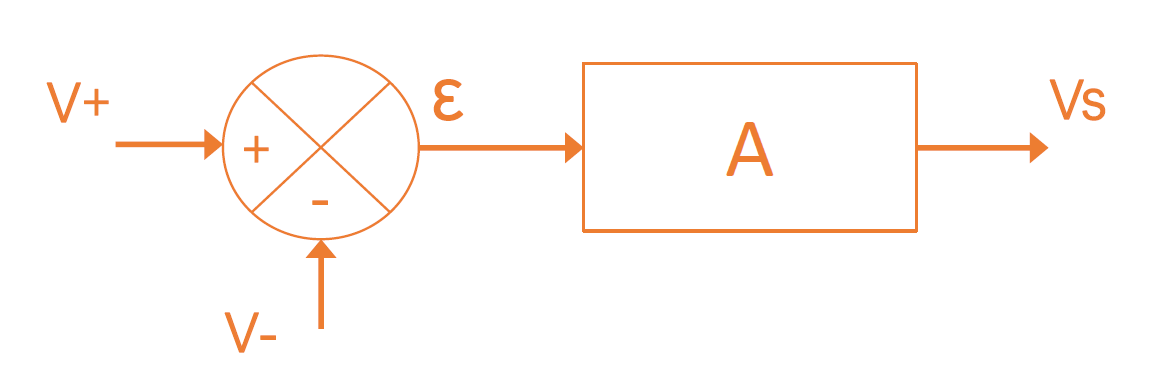 V+
+
-
ε
A
Vs
V-